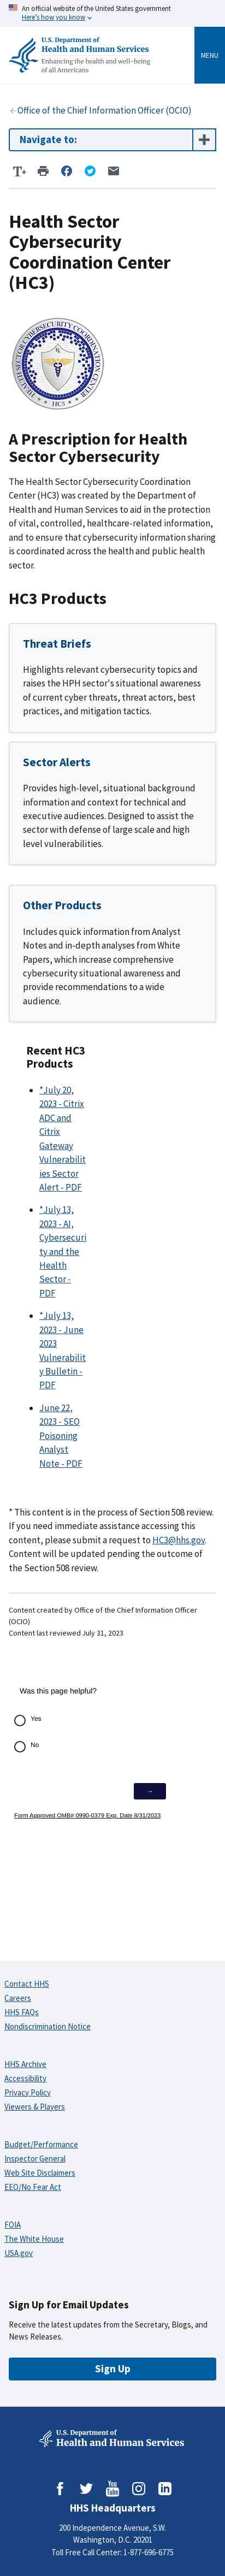 An official website of the United States government
Here's how you know
U.S. Department of
Health and Human Services
Enhancing the health and well-being
of all Americans
MENU
Office of the Chief Information Officer (OCIO)
Navigate to:
T+
Health Sector
Cybersecurity
Coordination Center
(HC3)
A Prescription for Health
Sector Cybersecurity
The Health Sector Cybersecurity Coordination
Center (HC3) was created by the Department of
Health and Human Services to aid in the protection
of vital, controlled, healthcare-related information,
and to ensure that cybersecurity information sharing
is coordinated across the health and public health
sector.
HC3 Products
Threat Briefs
Highlights relevant cybersecurity topics and
raises the HPH sector's situational awareness
of current cyber threats, threat actors, best
practices, and mitigation tactics.
Sector Alerts
Provides high-level, situational background
information and context for technical and
executive audiences. Designed to assist the
sector with defense of large scale and high
level vulnerabilities.
Other Products
Includes quick information from Analyst
Notes and in-depth analyses from White
Papers, which increase comprehensive
cybersecurity situational awareness and
provide recommendations to a wide
audience.
Recent HC3
Products
*July 20,
2023 - Citrix
ADC and
Citrix
Gateway
Vulnerabilit
ies Sector
Alert - PDF
*July 13,
2023 - AI,
Cybersecuri
ty and the
Health
Sector -
PDF
*July 13,
2023 - June
2023
Vulnerabilit
y Bulletin -
PDF
June 22,
2023 - SEO
Poisoning
Analyst
Note - PDF
* This content is in the process of Section 508 review.
If you need immediate assistance accessing this
content, please submit a request to HC3@hhs.gov.
Content will be updated pending the outcome of
the Section 508 review.
Content created by Office of the Chief Information Officer
(OCIO)
Content last reviewed July 31, 2023
Was this page helpful?
Yes
No
→
Form Approved OMB# 0990-0379 Exp. Date 8/31/2023
Contact HHS
Careers
HHS FAQs
Nondiscrimination Notice
HHS Archive
Accessibility
Privacy Policy
Viewers & Players
Budget/Performance
Inspector General
Web Site Disclaimers
EEO/No Fear Act
FOIA
The White House
USA.gov
Sign Up for Email Updates
Receive the latest updates from the Secretary, Blogs, and
News Releases.
Sign Up
U.S. Department of
Health and Human Services
HHS Headquarters
200 Independence Avenue, S.W.
Washington, D.C. 20201
Toll Free Call Center: 1-877-696-6775